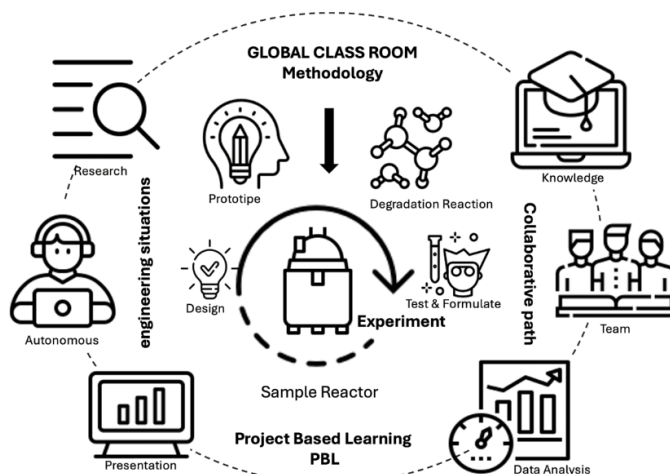 GLOBAL CLASS ROOM
Methodology
Research
Prototipe
Degradation Reaction
Knowledge
engineering situations
Collaborative path
Design
Test & Formulate
Experiment
Autonomous
Team
Sample Reactor
Project Based Learning
PBL
Presentation
Data Analysis